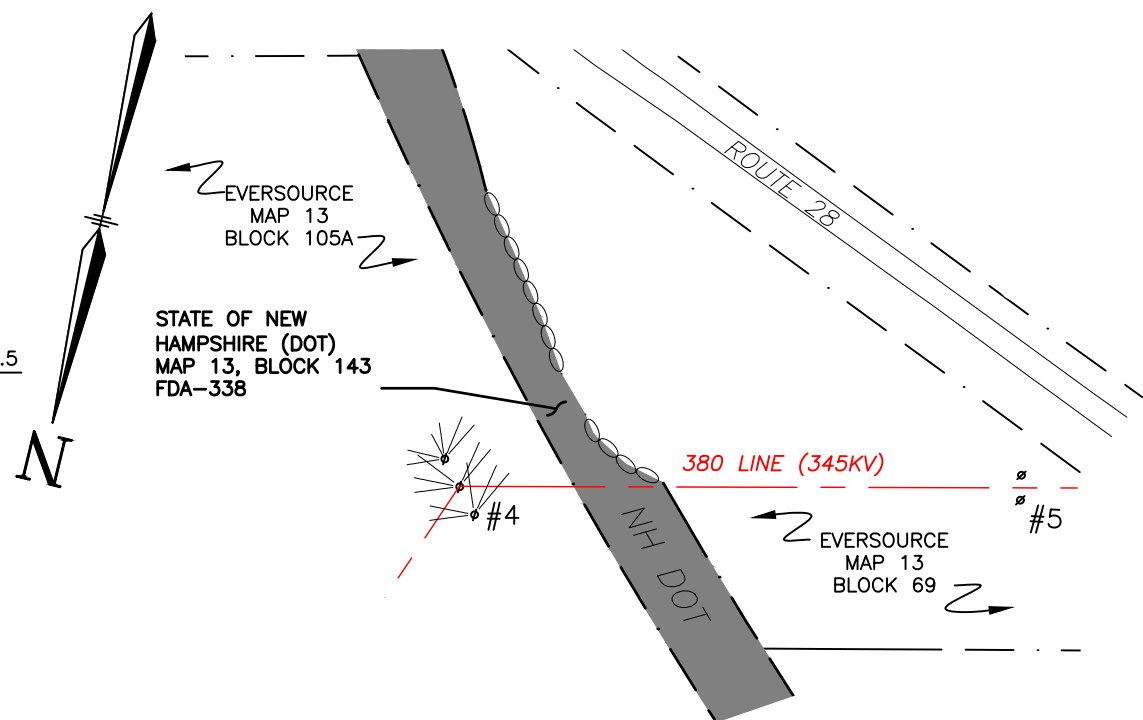 ROUTE 28
EVERSOURCE
MAP 13
BLOCK 105A
STATE OF NEW
HAMPSHIRE (DOT)
MAP 13, BLOCK 143
FDA-338
.5
N
380 LINE (345KV)
#4
#5
NH DOT
EVERSOURCE
MAP 13
BLOCK 69